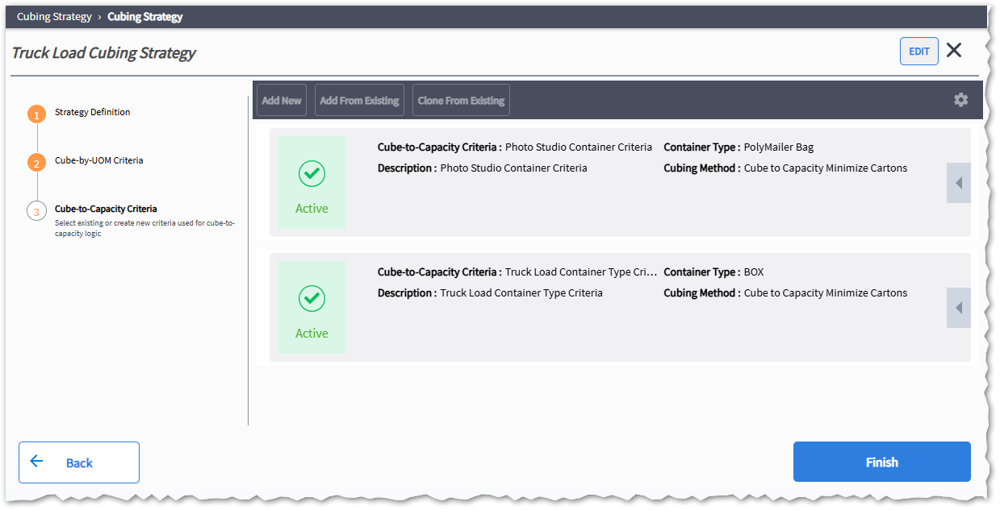 Cubing Strategy › Cubing Strategy
Truck Load Cubing Strategy
EDIT
1 Strategy Definition
2 Cube-by-UOM Criteria
3 Cube-to-Capacity Criteria
Select existing or create new criteria used for cube-to-
capacity logic
Add New Add From Existing Clone From Existing
Cube-to-Capacity Criteria : Photo Studio Container Criteria Container Type : PolyMailer Bag
Description : Photo Studio Container Criteria Cubing Method : Cube to Capacity Minimize Cartons
Active
Cube-to-Capacity Criteria : Truck Load Container Type Cri... Container Type : BOX
Description : Truck Load Container Type Criteria Cubing Method : Cube to Capacity Minimize Cartons
Active
Back
Finish